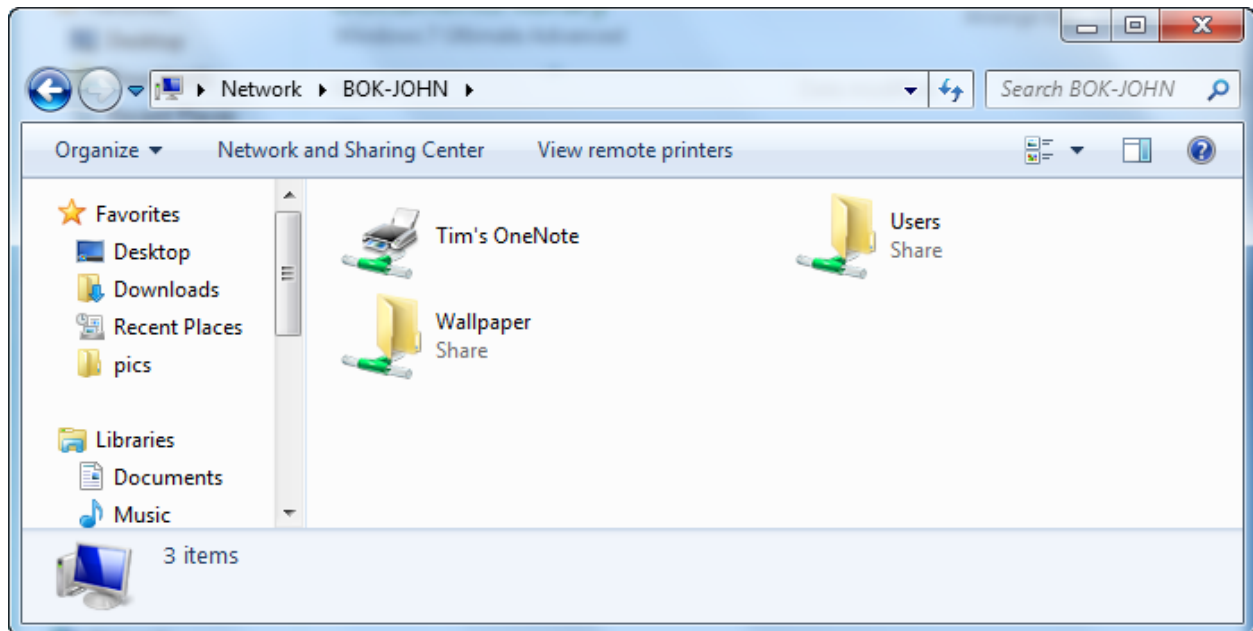 Network ▸ BOK-JOHN ▸
Search BOK-JOHN
Organize
Network and Sharing Center
View remote printers
Favorites
Desktop
Downloads
Recent Places
pics
Libraries
Documents
Music
Tim's OneNote
Users
Share
Wallpaper
Share
3 items